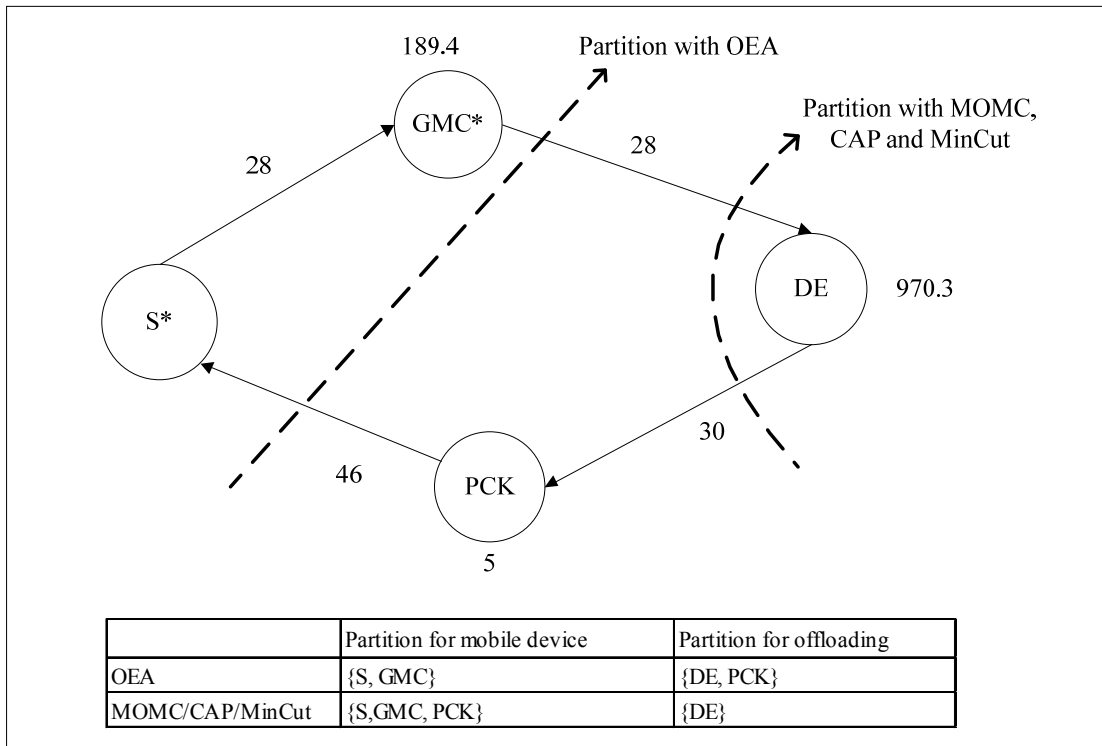 189.4
Partition with OEA
GMC*
Partition with MOMC,
CAP and MinCut
28
28
S*
DE
970.3
30
46
PCK
5
Partition for mobile device Partition for offloading
OEA {S, GMC} {DE, PCK}
MOMC/CAP/MinCut {S,GMC, PCK} {DE}